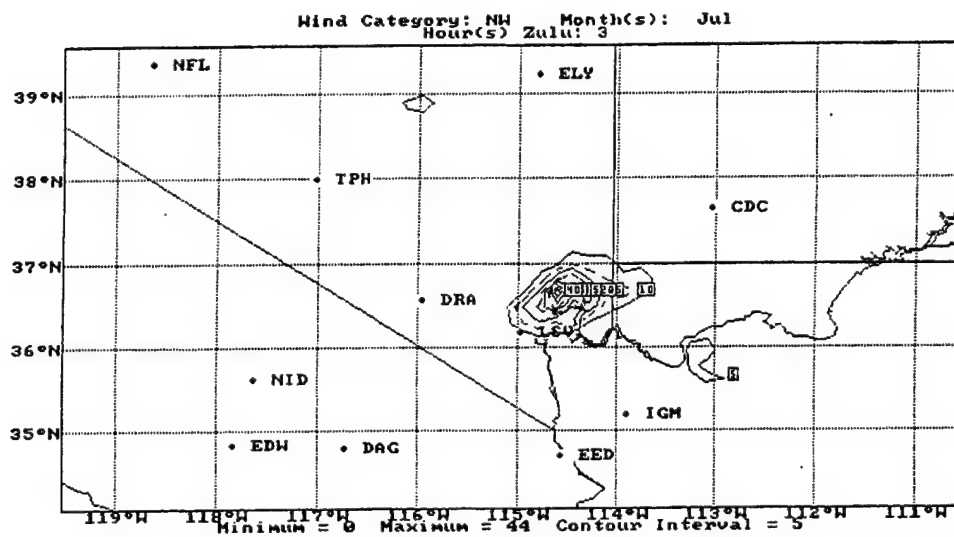 Wind Category: NW Month(s): Jul
Hour(s) Zulu: 3
NFL
ELY
39°N
38°N
TPH
CDC
37°N
DRA
10
LSV
36°N
NID
5
IGM
35°N
EDW
DAG
EED
119°W 118°W 117°W 116°W 115°W 114°W 113°W 112°W 111°W
Minimum = 0 Maximum = 44 Contour Interval = 5